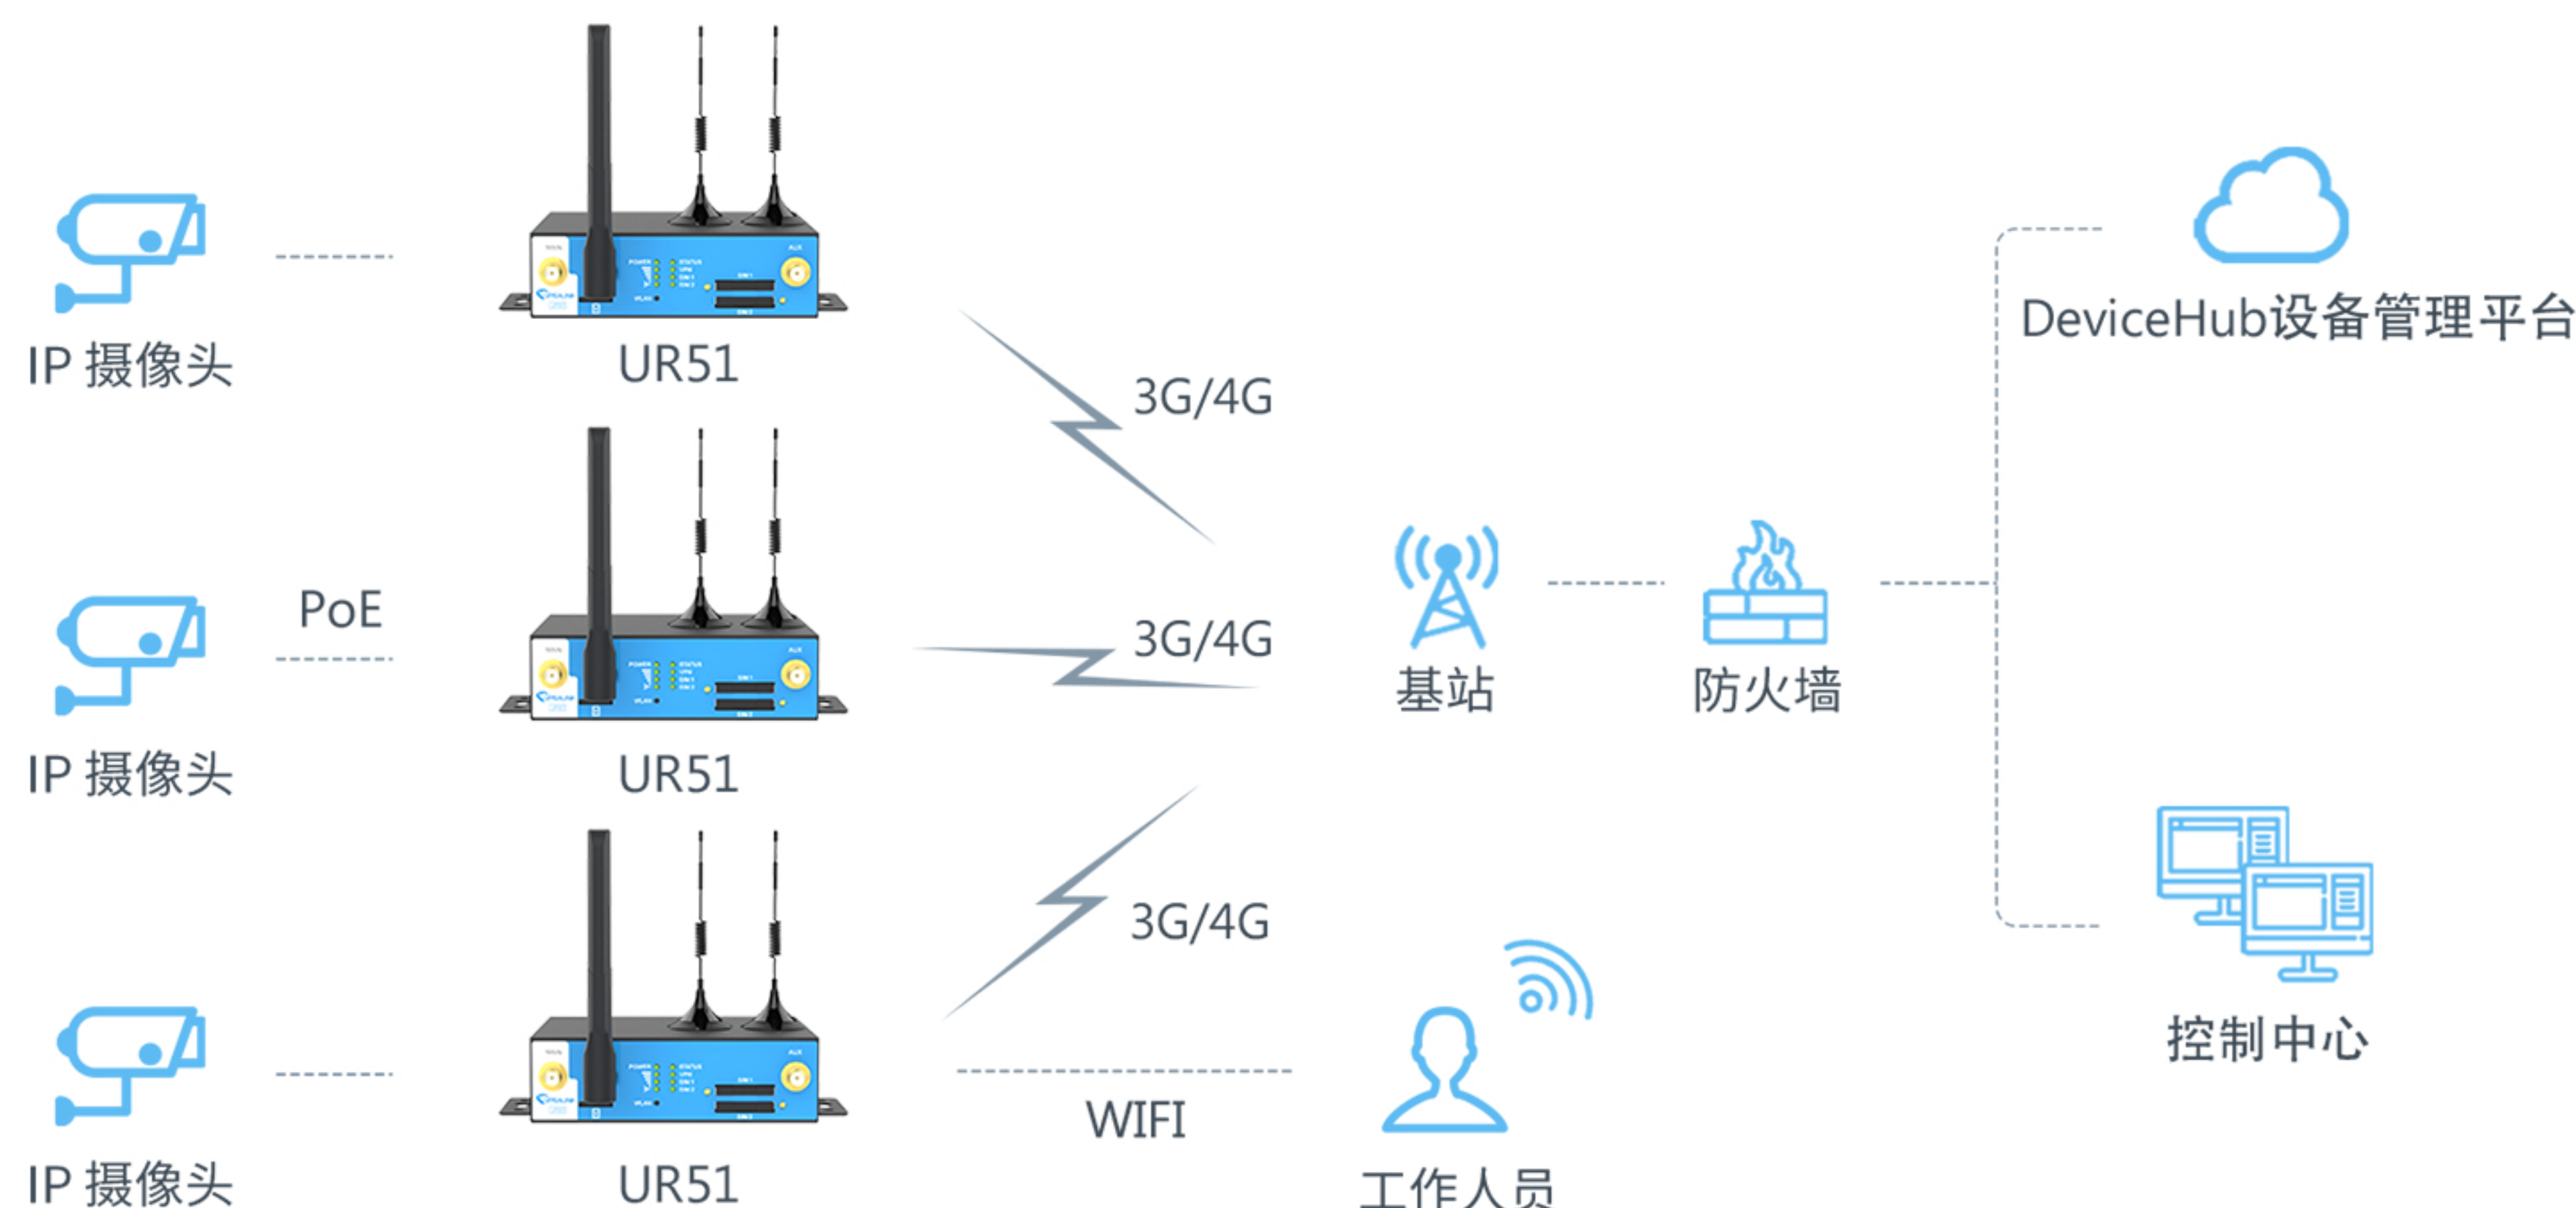 DeviceHub设备管理平台
IP 摄像头
UR51
3G/4G
PoE
3G/4G
基站
防火墙
IP 摄像头
UR51
3G/4G
控制中心
WIFI
IP 摄像头
UR51
工作人员